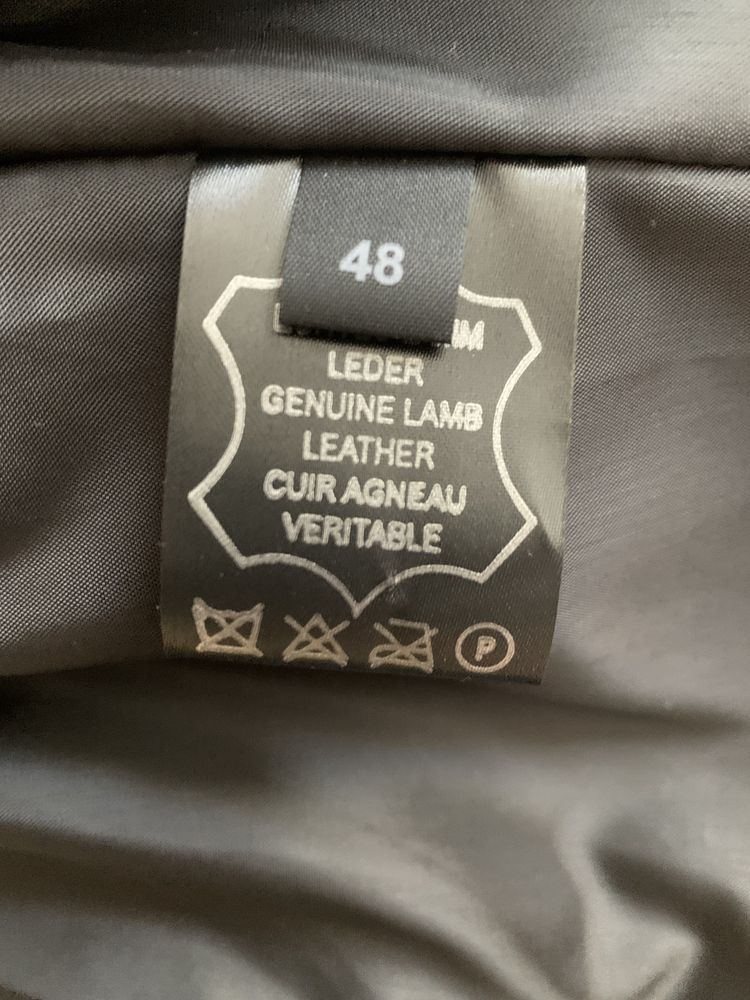 48
LEDER
GENUINE LAMB
LEATHER
CUIR AGNEAU
VERITABLE
P